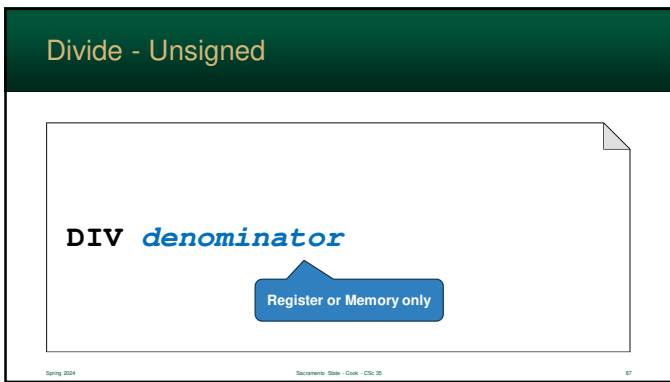 Divide - Unsigned
DIV denominator
Register or Memory only
Spring 2024 Sacramento State - Cook - CSc 35 87